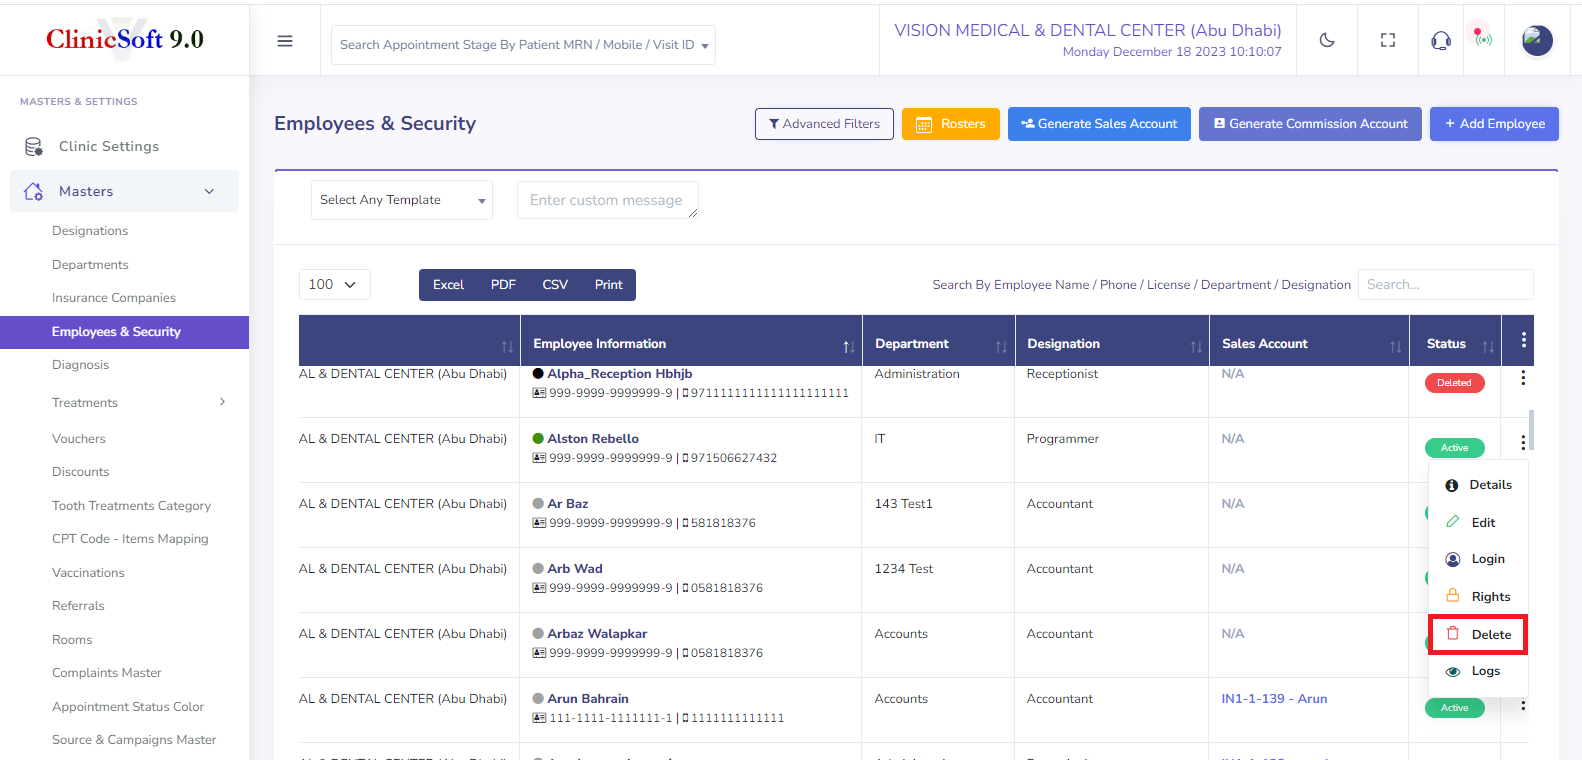 ClinicSoft 9.0
Search Appointment Stage By Patient MRN / Mobile / Visit ID
VISION MEDICAL & DENTAL CENTER (Abu Dhabi)
Monday December 18 2023 10:10:07
MASTERS & SETTINGS
Clinic Settings
Masters
Designations
Departments
Insurance Companies
Employees & Security
Diagnosis
Treatments
Vouchers
Discounts
Tooth Treatments Category
CPT Code - Items Mapping
Vaccinations
Referrals
Rooms
Complaints Master
Appointment Status Color
Source & Campaigns Master
Employees & Security
Advanced Filters
Rosters
Generate Sales Account
Generate Commission Account
+ Add Employee
Select Any Template
Enter custom message
100
Excel PDF CSV Print
Search By Employee Name / Phone / License / Department / Designation
Search...
Employee Information Department Designation Sales Account Status
AL & DENTAL CENTER (Abu Dhabi) Alpha_Reception Hbhjb Administration Receptionist N/A Deleted
999-9999-9999999-9 | 9711111111111111111111
AL & DENTAL CENTER (Abu Dhabi) Alston Rebello IT Programmer N/A Active
999-9999-9999999-9 | 971506627432
AL & DENTAL CENTER (Abu Dhabi) Ar Baz 143 Test1 Accountant N/A
999-9999-9999999-9 | 581818376
AL & DENTAL CENTER (Abu Dhabi) Arb Wad 1234 Test Accountant N/A
999-9999-9999999-9 | 0581818376
AL & DENTAL CENTER (Abu Dhabi) Arbaz Walapkar Accounts Accountant N/A
999-9999-9999999-9 | 0581818376
AL & DENTAL CENTER (Abu Dhabi) Arun Bahrain Accounts Accountant IN1-1-139 - Arun Active
111-1111-1111111-1 | 1111111111111
Details
Edit
Login
Rights
Delete
Logs